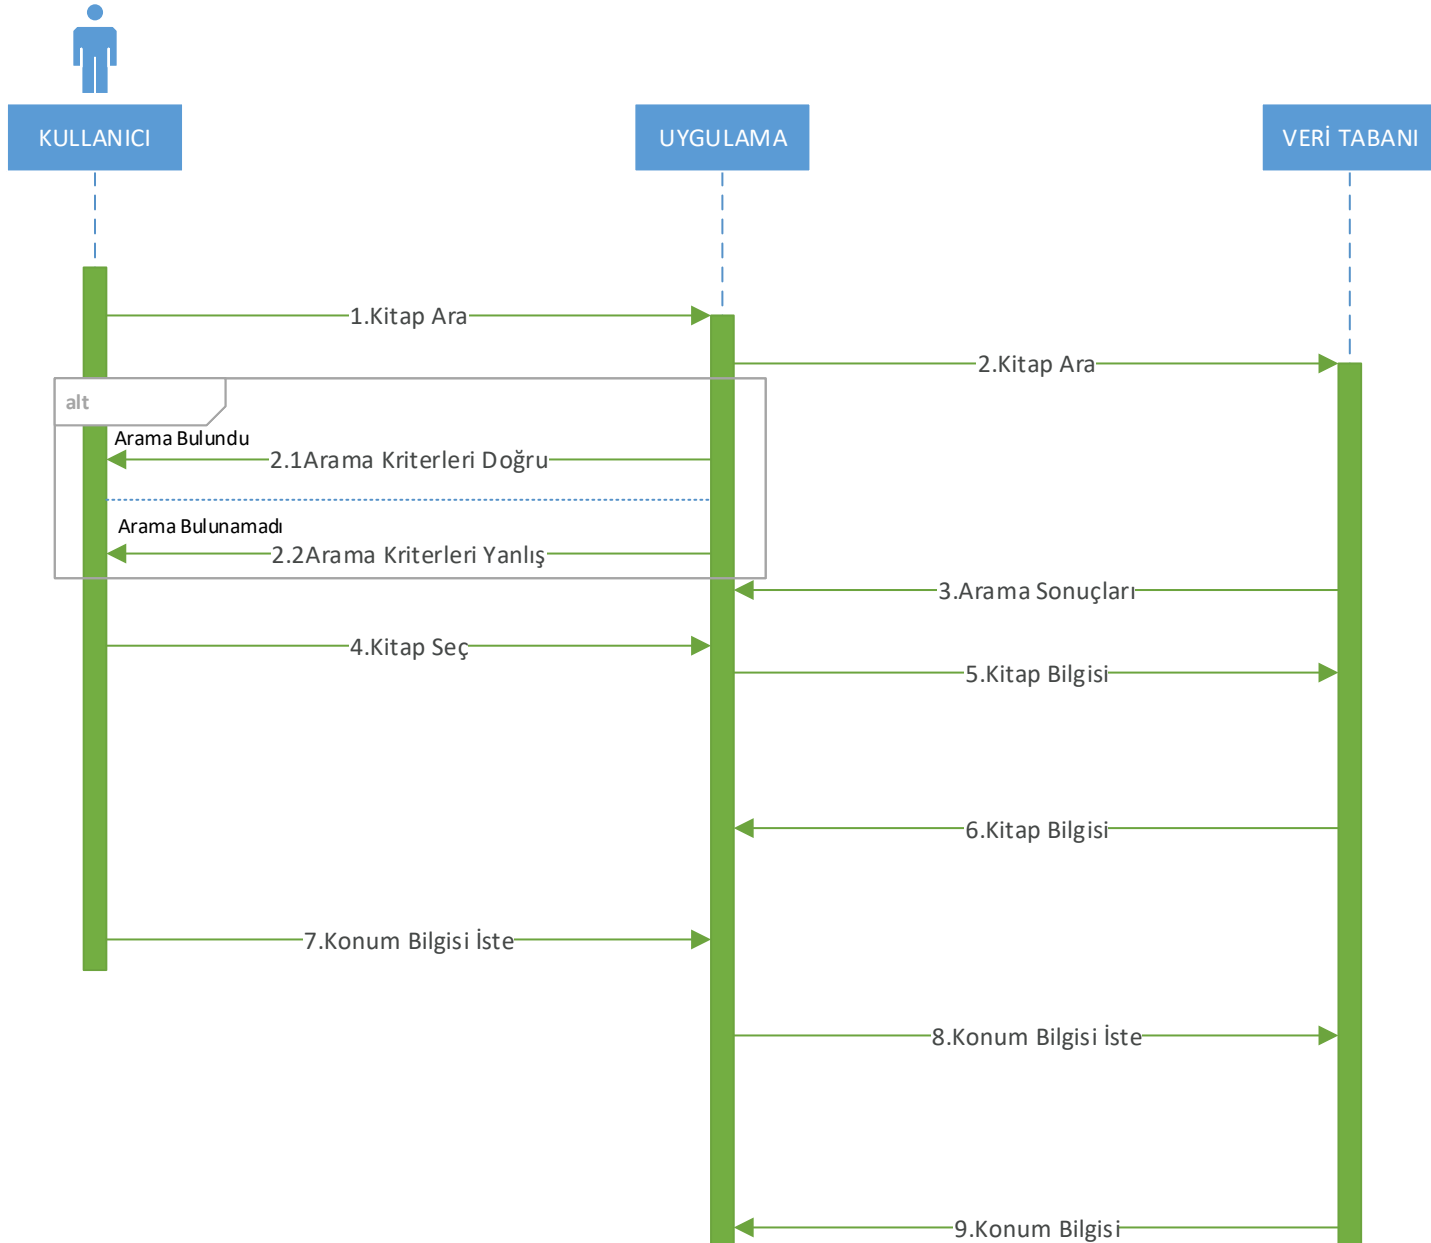 KULLANICI
UYGULAMA
VERİ TABANI
1.Kitap Ara
2.Kitap Ara
alt
Arama Bulundu
2.1Arama Kriterleri Doğru
Arama Bulunamadı
2.2Arama Kriterleri Yanlış
3.Arama Sonuçları
4.Kitap Seç
5.Kitap Bilgisi
6.Kitap Bilgisi
7.Konum Bilgisi İste
8.Konum Bilgisi İste
9.Konum Bilgisi